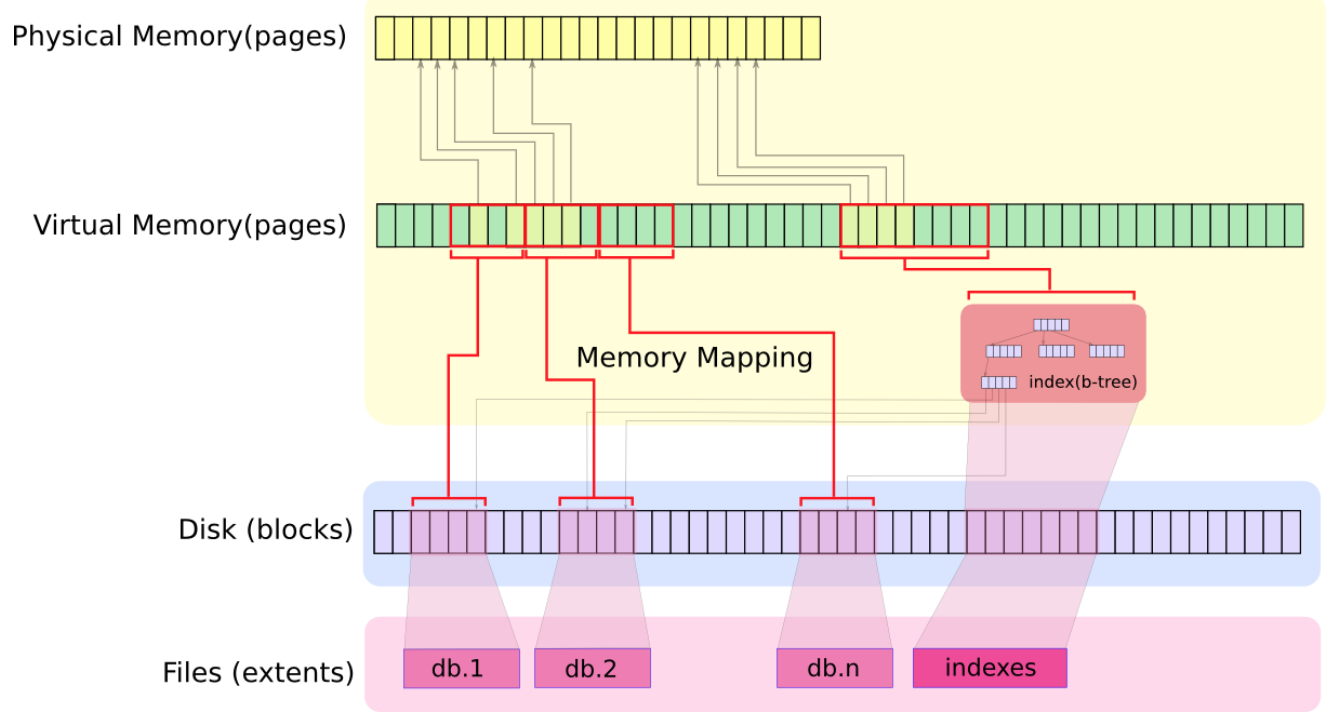 Physical Memory(pages)
Virtual Memory(pages)
Memory Mapping
index(b-tree)
Disk (blocks)
Files (extents)
db.1
db.2
db.n
indexes